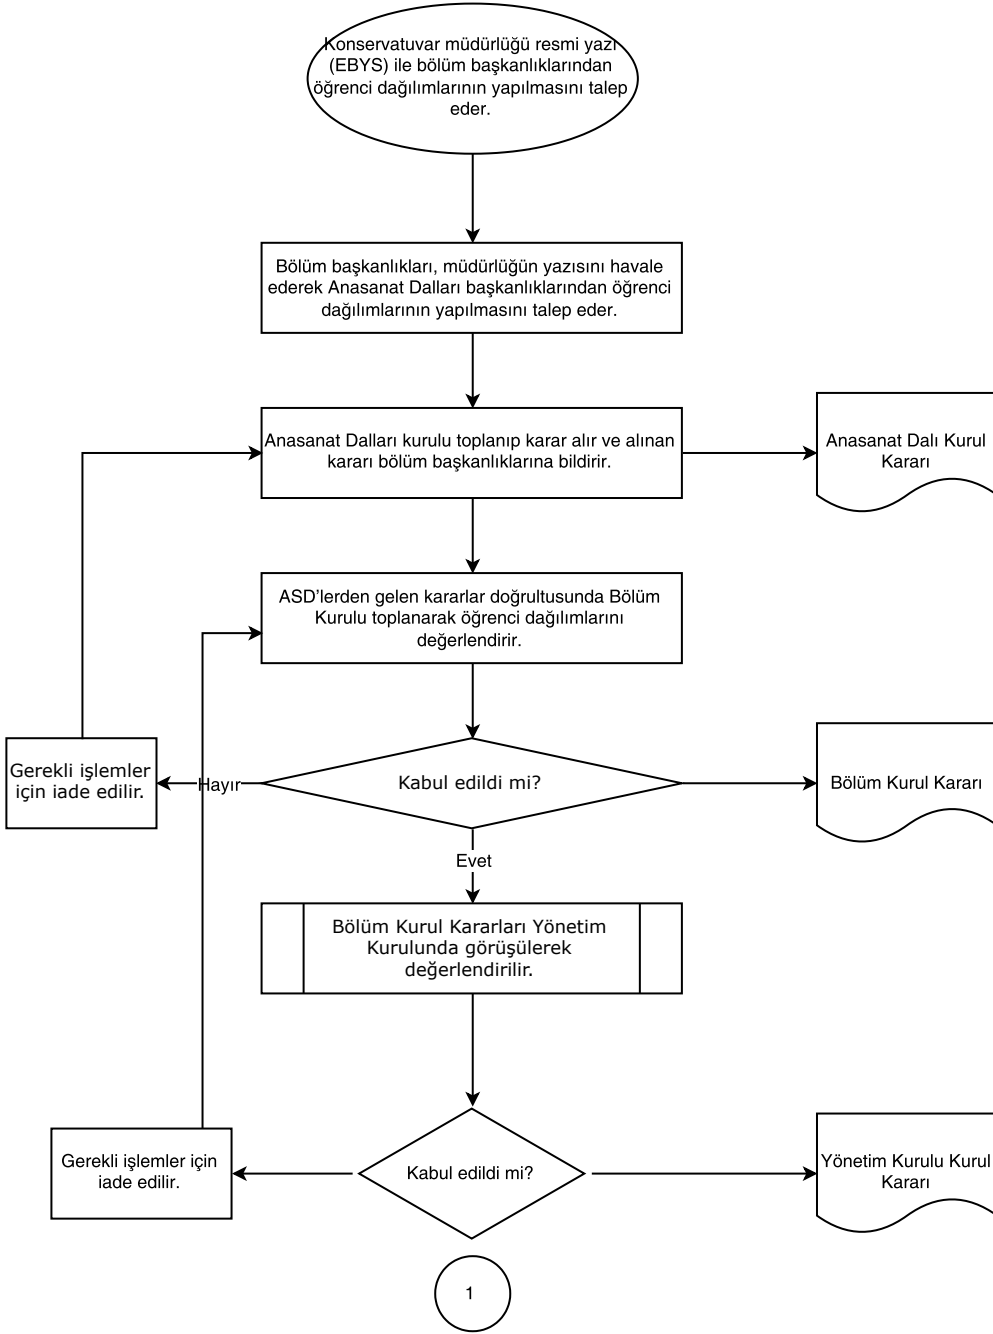 Konservatuvar müdürlüğü resmi yazı
(EBYS) ile bölüm başkanlıklarından
öğrenci dağılımlarının yapılmasını talep
eder.
Bölüm başkanlıkları, müdürlüğün yazısını havale
ederek Anasanat Dalları başkanlıklarından öğrenci
dağılımlarının yapılmasını talep eder.
Anasanat Dalları kurulu toplanıp karar alır ve alınan
kararı bölüm başkanlıklarına bildirir.
Anasanat Dalı Kurul
Kararı
ASD'lerden gelen kararlar doğrultusunda Bölüm
Kurulu toplanarak öğrenci dağılımlarını
değerlendirir.
Gerekli işlemler
için iade edilir.
Hayır
Kabul edildi mi?
Bölüm Kurul Kararı
Evet
Bölüm Kurul Kararları Yönetim
Kurulunda görüşülerek
değerlendirilir.
Gerekli işlemler için
iade edilir.
Kabul edildi mi?
Yönetim Kurulu Kurul
Kararı
1